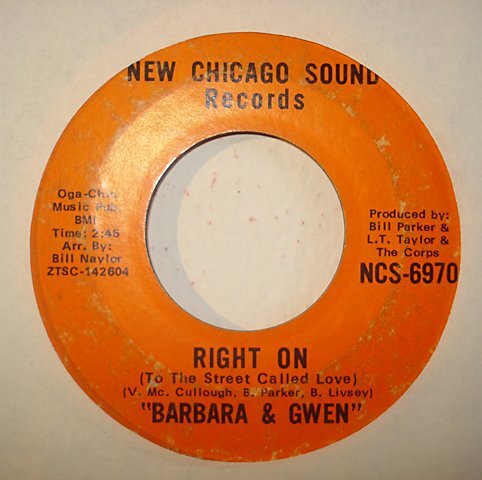 NEW CHICAGO SOUND
Records
Music Pub.
BMI
Time: 2:45
Arr. By:
Bill Naylor
ZTSC-142604
Produced by:
Bill Parker &
L.T. Taylor &
The Corps
NCS-6970
RIGHT ON
(To The Street Called Love)
(V. Mc. Cullough, B. Parker, B. Livsey)
"BARBARA & GWEN"